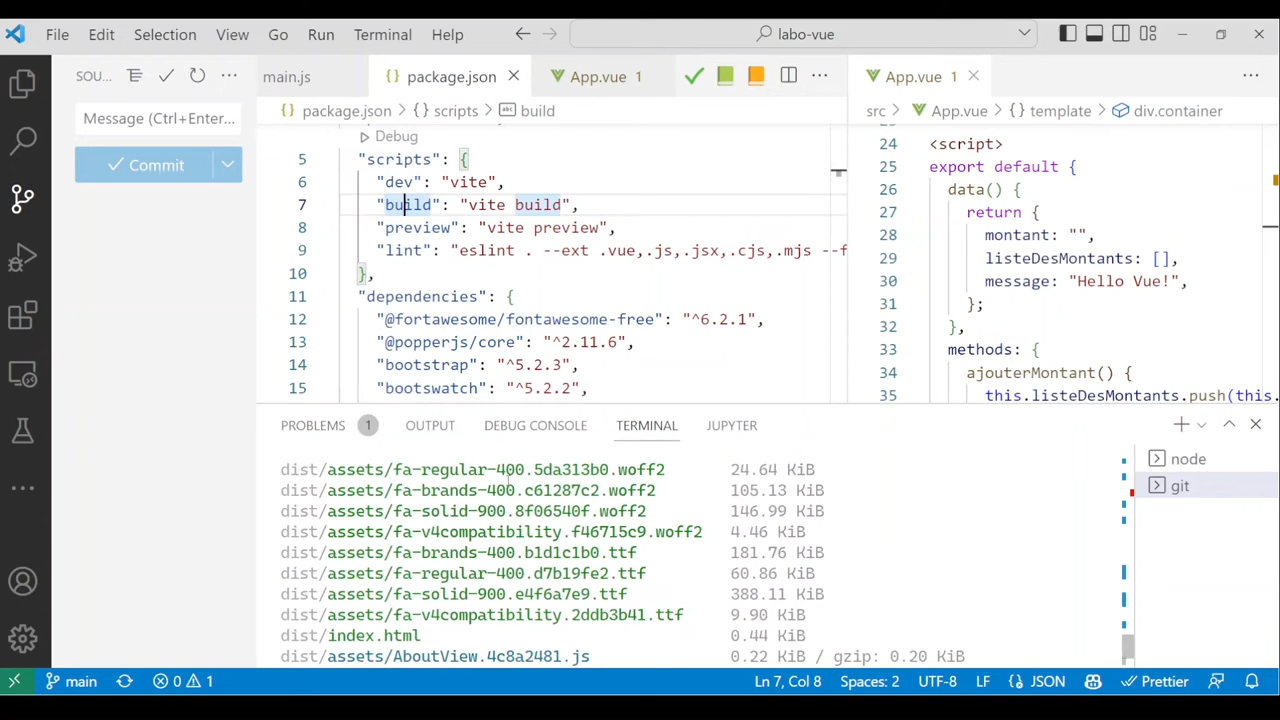 File Edit Selection View Go Run Terminal Help
labo-vue
SOU...
Message (Ctrl+Enter...
Commit
main.js
package.json
App.vue 1
package.json > {} scripts > build
Debug
5 "scripts": {
6 "dev": "vite",
7 "build": "vite build",
8 "preview": "vite preview",
9 "lint": "eslint . --ext .vue,.js,.jsx,.cjs,.mjs --f
10 },
11 "dependencies": {
12 "@fortawesome/fontawesome-free": "^6.2.1",
13 "@popperjs/core": "^2.11.6",
14 "bootstrap": "^5.2.3",
15 "bootswatch": "^5.2.2",
App.vue 1
src > App.vue > {} template > div.container
24 <script>
25 export default {
26 data() {
27 return {
28 montant: "",
29 listeDesMontants: [],
30 message: "Hello Vue!",
31 };
32 },
33 methods: {
34 ajouterMontant() {
35 this.listeDesMontants.push(this.
PROBLEMS 1 OUTPUT DEBUG CONSOLE TERMINAL JUPYTER
dist/assets/fa-regular-400.5da313b0.woff2 24.64 KiB
dist/assets/fa-brands-400.c61287c2.woff2 105.13 KiB
dist/assets/fa-solid-900.8f06540f.woff2 146.99 KiB
dist/assets/fa-v4compatibility.f46715c9.woff2 4.46 KiB
dist/assets/fa-brands-400.b1d1c1b0.ttf 181.76 KiB
dist/assets/fa-regular-400.d7b19fe2.ttf 60.86 KiB
dist/assets/fa-solid-900.e4f6a7e9.ttf 388.11 KiB
dist/assets/fa-v4compatibility.2ddb3b41.ttf 9.90 KiB
dist/index.html 0.44 KiB
dist/assets/AboutView.4c8a2481.js 0.22 KiB / gzip: 0.20 KiB
node
git
main 0 1 Ln 7, Col 8 Spaces: 2 UTF-8 LF {} JSON Prettier